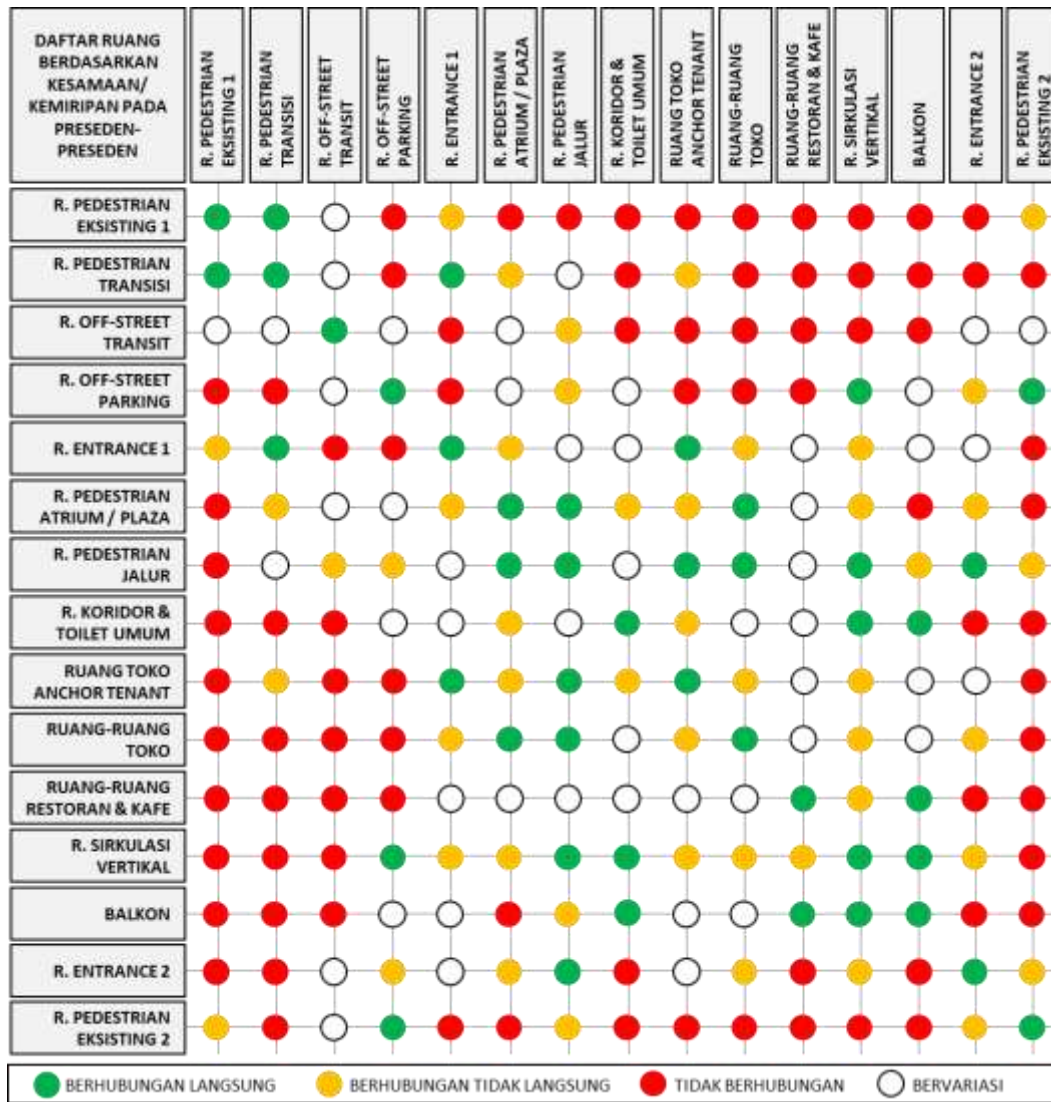 DAFTAR RUANG
BERDASARKAN
KESAMAAN/
KEMIRIPAN PADA
PRESEDEN-
PRESEDEN
R. PEDESTRIAN
EKSISTING 1
R. PEDESTRIAN
TRANSISI
R. OFF-STREET
TRANSIT
R. OFF-STREET
PARKING
R. ENTRANCE 1
R. PEDESTRIAN
ATRIUM / PLAZA
R. PEDESTRIAN
JALUR
R. KORIDOR &
TOILET UMUM
RUANG TOKO
ANCHOR TENANT
RUANG-RUANG
TOKO
RUANG-RUANG
RESTORAN & KAFE
R. SIRKULASI
VERTIKAL
BALKON
R. ENTRANCE 2
R. PEDESTRIAN
EKSISTING 2
R. PEDESTRIAN
EKSISTING 1
R. PEDESTRIAN
TRANSISI
R. OFF-STREET
TRANSIT
R. OFF-STREET
PARKING
R. ENTRANCE 1
R. PEDESTRIAN
ATRIUM / PLAZA
R. PEDESTRIAN
JALUR
R. KORIDOR &
TOILET UMUM
RUANG TOKO
ANCHOR TENANT
RUANG-RUANG
TOKO
RUANG-RUANG
RESTORAN & KAFE
R. SIRKULASI
VERTIKAL
BALKON
R. ENTRANCE 2
R. PEDESTRIAN
EKSISTING 2
BERHUBUNGAN LANGSUNG BERHUBUNGAN TIDAK LANGSUNG TIDAK BERHUBUNGAN BERVARIASI